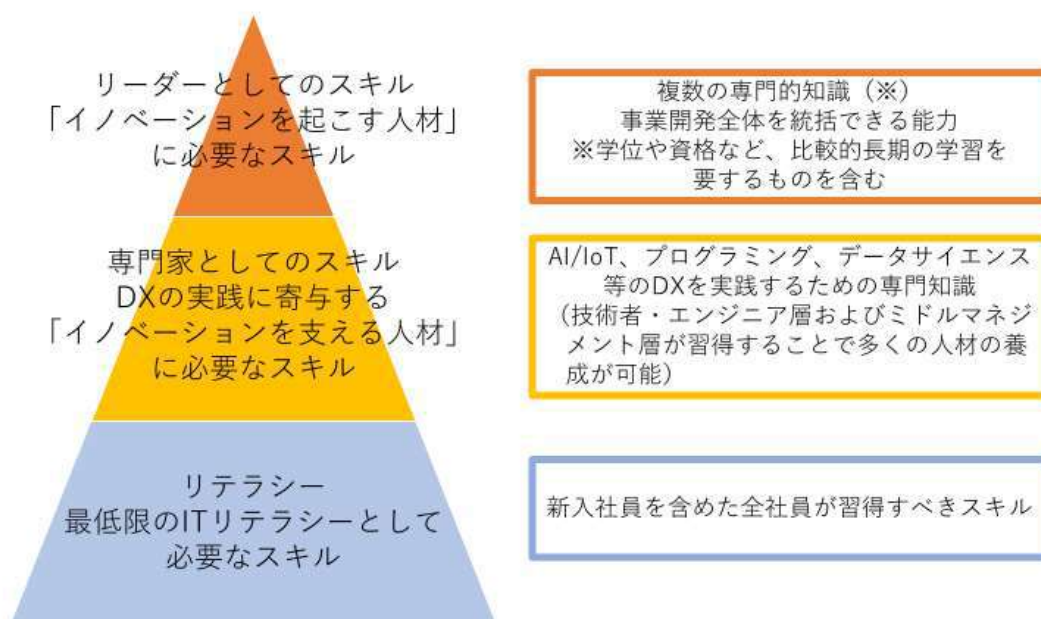 リーダーとしてのスキル
「イノベーションを起こす人材」
に必要なスキル
複数の専門的知識（※）
事業開発全体を統括できる能力
※学位や資格など、比較的長期の学習を
要するものを含む
専門家としてのスキル
DXの実践に寄与する
「イノベーションを支える人材」
に必要なスキル
AI/IoT、プログラミング、データサイエンス
等のDXを実践するための専門知識
（技術者・エンジニア層およびミドルマネジ
メント層が習得することで多くの人材の養
成が可能）
リテラシー
最低限のITリテラシーとして
必要なスキル
新入社員を含めた全社員が習得すべきスキル